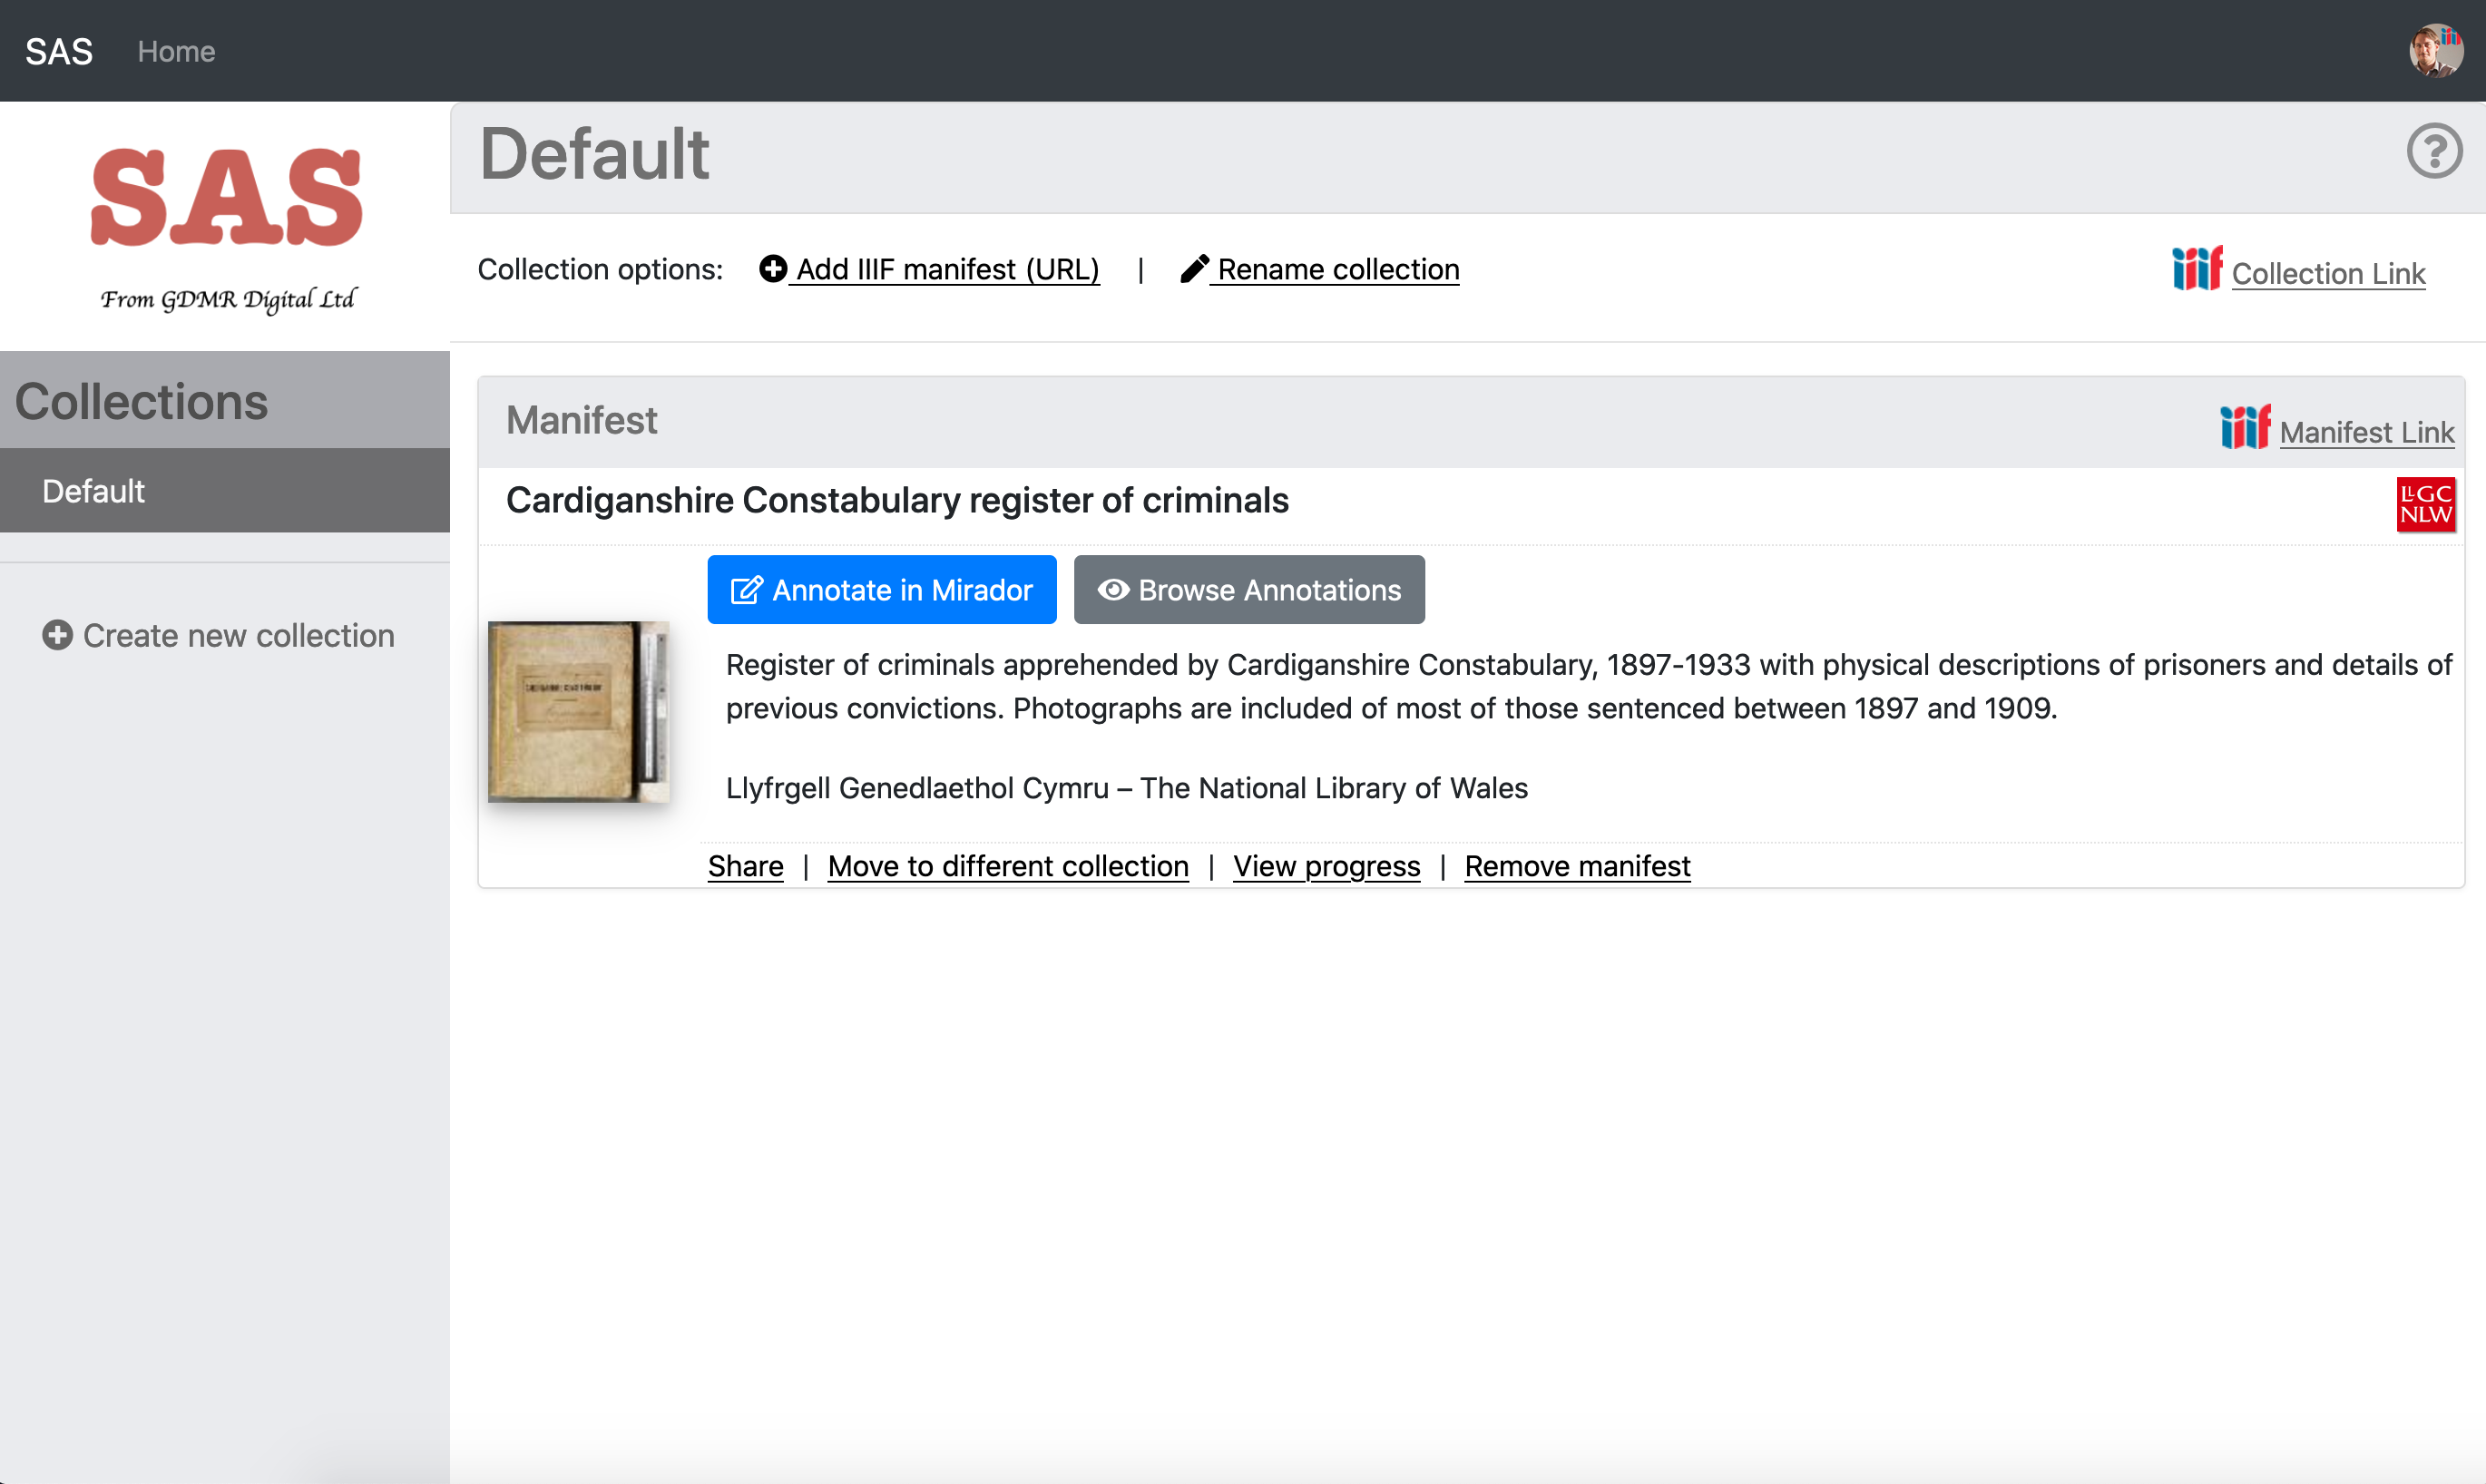 SAS Home
SAS
From GDMR Digital Ltd
Collections
Default
Create new collection
Default
Collection options: Add IIIF manifest (URL) | Rename collection
iiif Collection Link
Manifest
iiif Manifest Link
Cardiganshire Constabulary register of criminals
LLGC
NLW
Annotate in Mirador Browse Annotations
Register of criminals apprehended by Cardiganshire Constabulary, 1897-1933 with physical descriptions of prisoners and details of
previous convictions. Photographs are included of most of those sentenced between 1897 and 1909.
Llyfrgell Genedlaethol Cymru – The National Library of Wales
Share | Move to different collection | View progress | Remove manifest